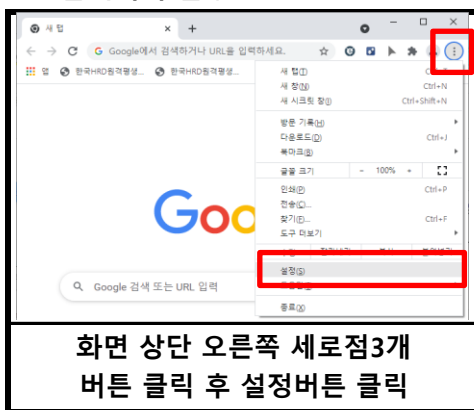 새 탭
Google에서 검색하거나 URL을 입력하세요.
앱 한국HRD원격평생... 한국HRD원격평생...
새 탭(T)
새 창(N) Ctrl+N
새 시크릿 창(I) Ctrl+Shift+N
방문 기록(H)
다운로드(D) Ctrl+J
북마크(B)
글꼴 크기 - 100% +
인쇄(P) Ctrl+P
전송(C)...
찾기(F)... Ctrl+F
도구 더보기
설정(S)
종료(X)
Goo
Google 검색 또는 URL 입력
화면 상단 오른쪽 세로점3개
버튼 클릭 후 설정버튼 클릭